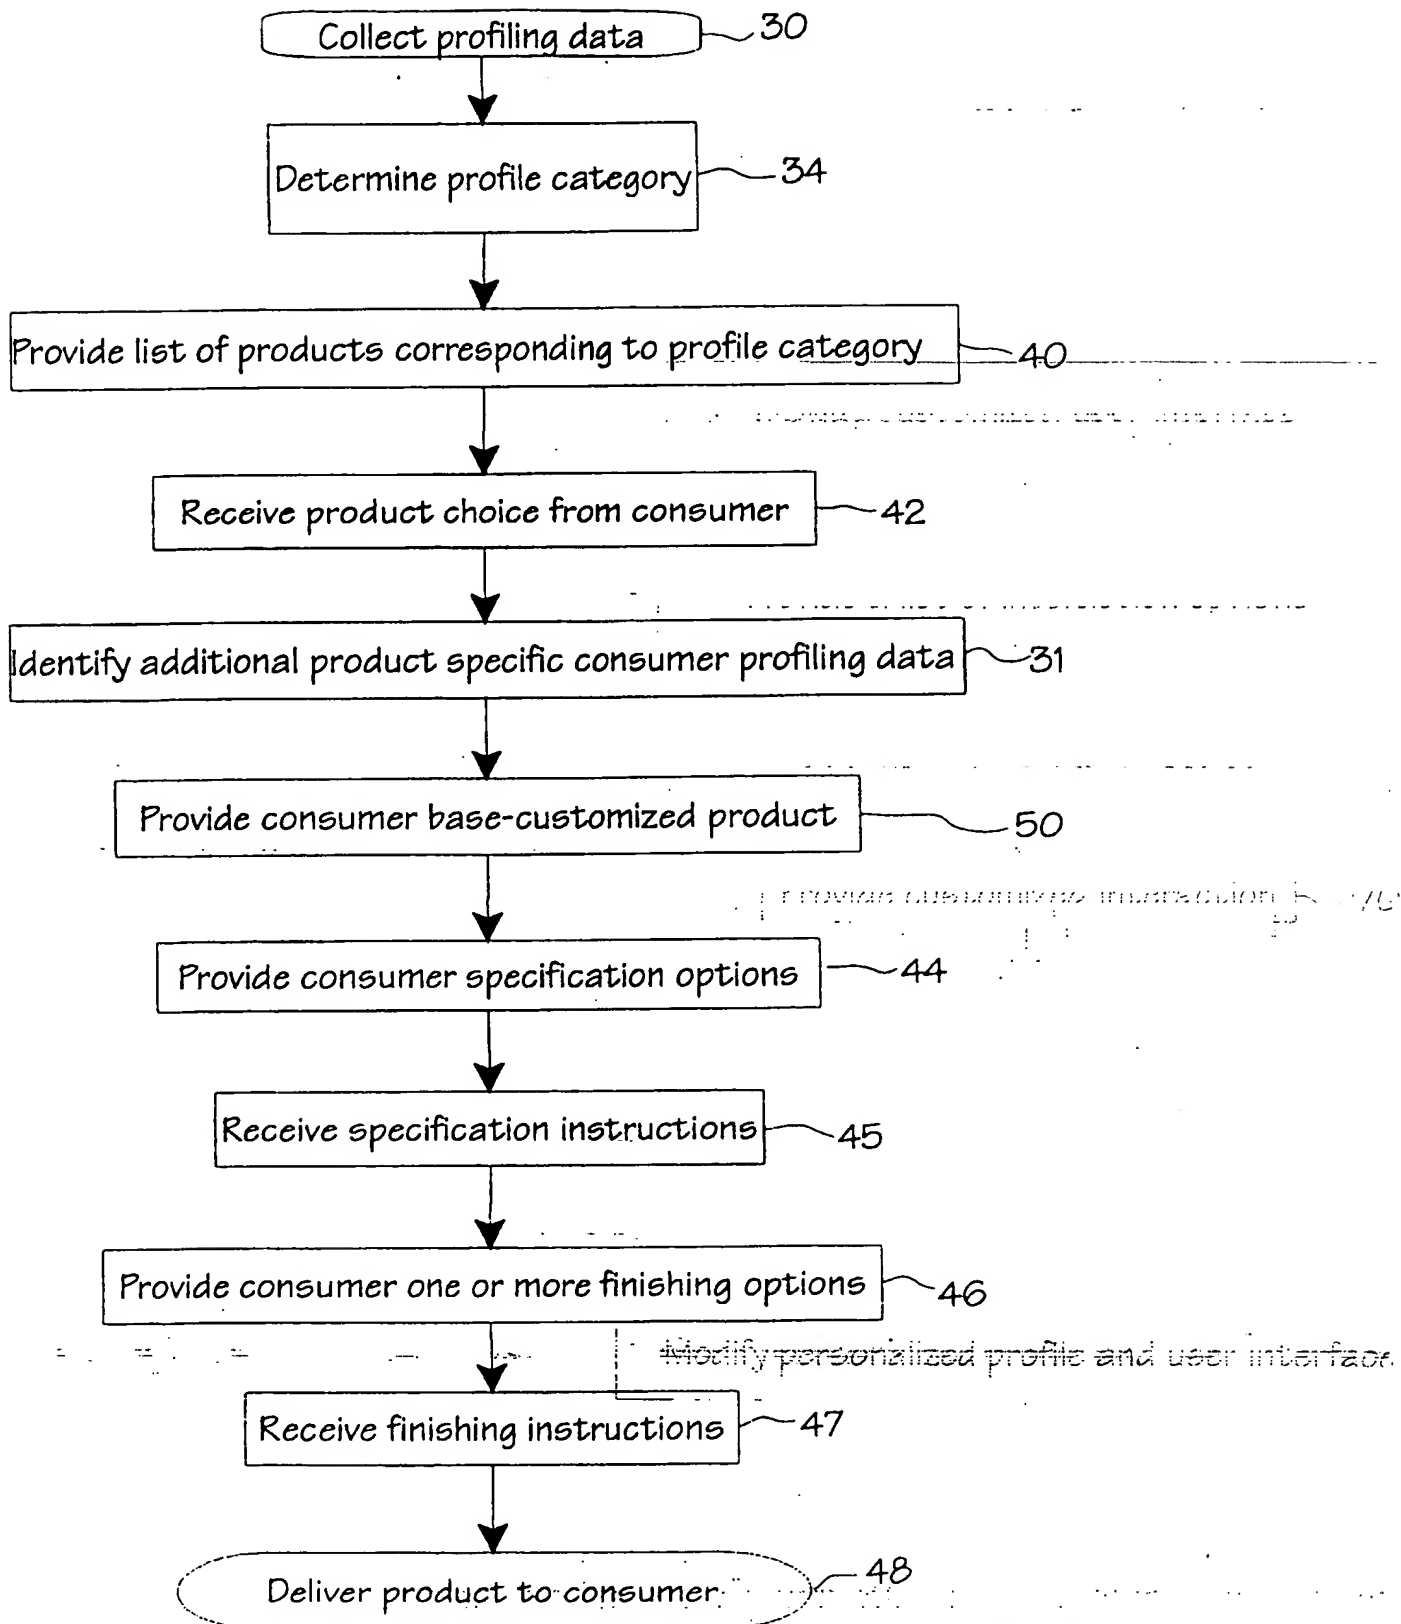 Collect profiling data 30
Determine profile category 34
Provide list of products corresponding to profile category 40
Receive product choice from consumer 42
Identify additional product specific consumer profiling data 31
Provide consumer base-customized product 50
Provide customize interaction
Provide consumer specification options 44
Receive specification instructions 45
Provide consumer one or more finishing options 46
Modify personalized profile and user interface
Receive finishing instructions 47
Deliver product to consumer 48